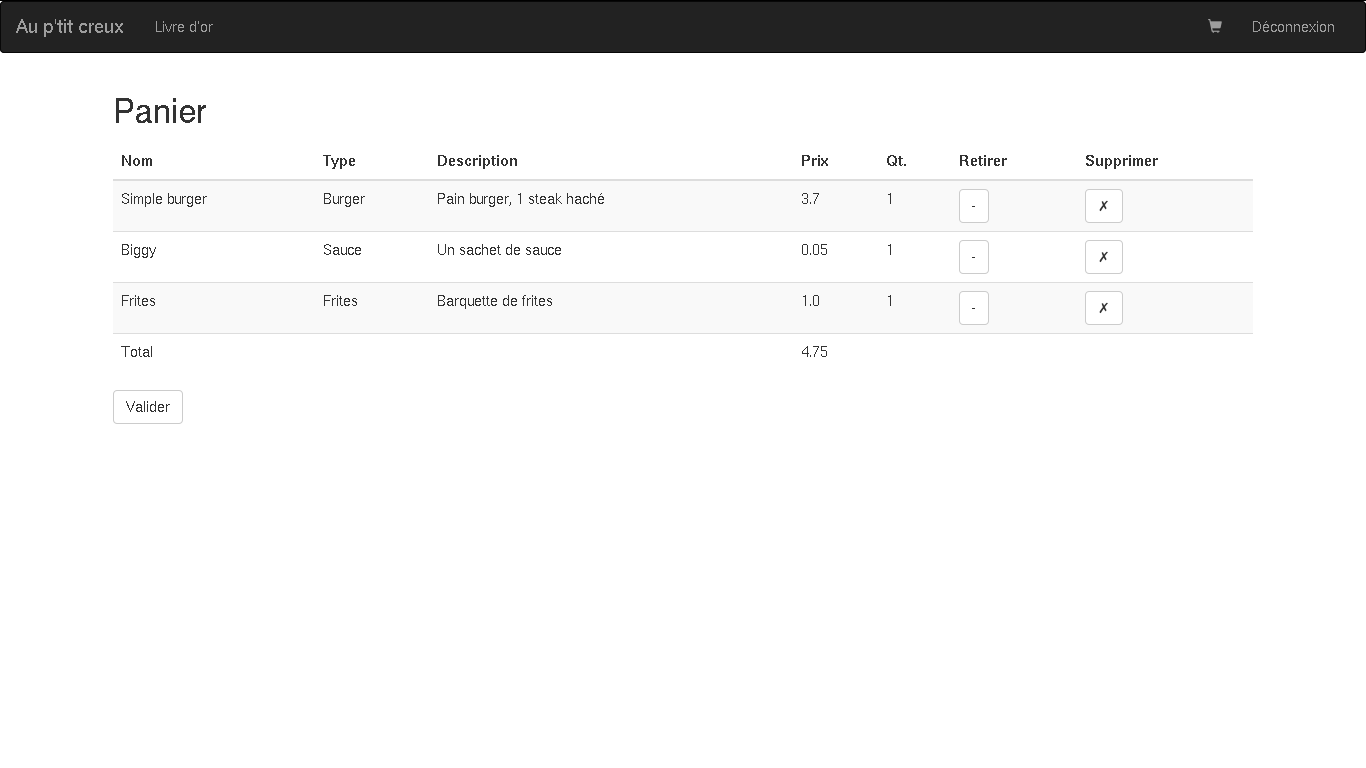 Au p'tit creux Livre d'or Déconnexion
Panier
Nom Type Description Prix Qt. Retirer Supprimer
Simple burger Burger Pain burger, 1 steak haché 3.7 1 - ✗
Biggy Sauce Un sachet de sauce 0.05 1 - ✗
Frites Frites Barquette de frites 1.0 1 - ✗
Total 4.75
Valider